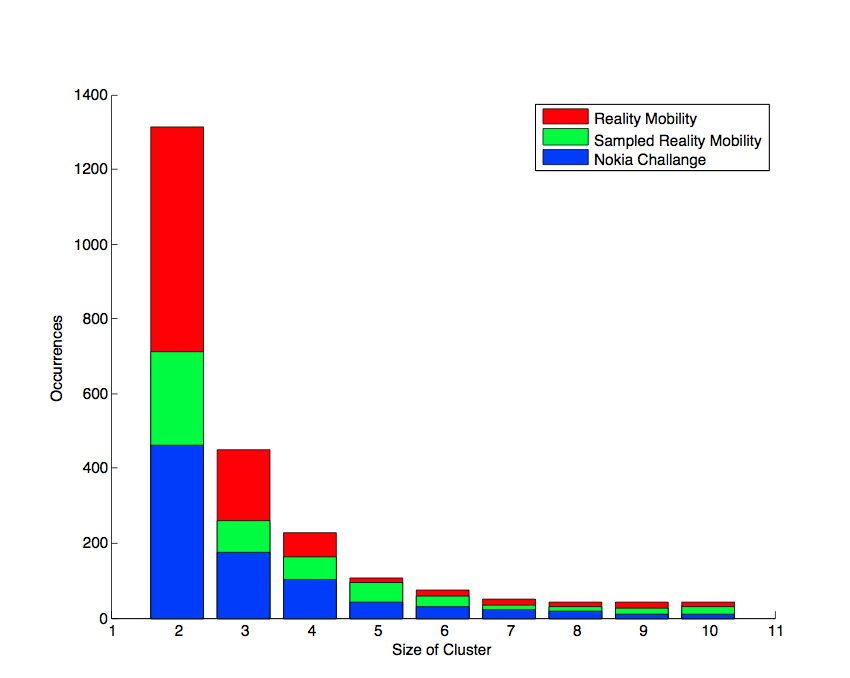 1400
1200
1000
800
600
400
200
0
Occurrences
Reality Mobility
Sampled Reality Mobility
Nokia Challange
1 2 3 4 5 6 7 8 9 10 11
Size of Cluster